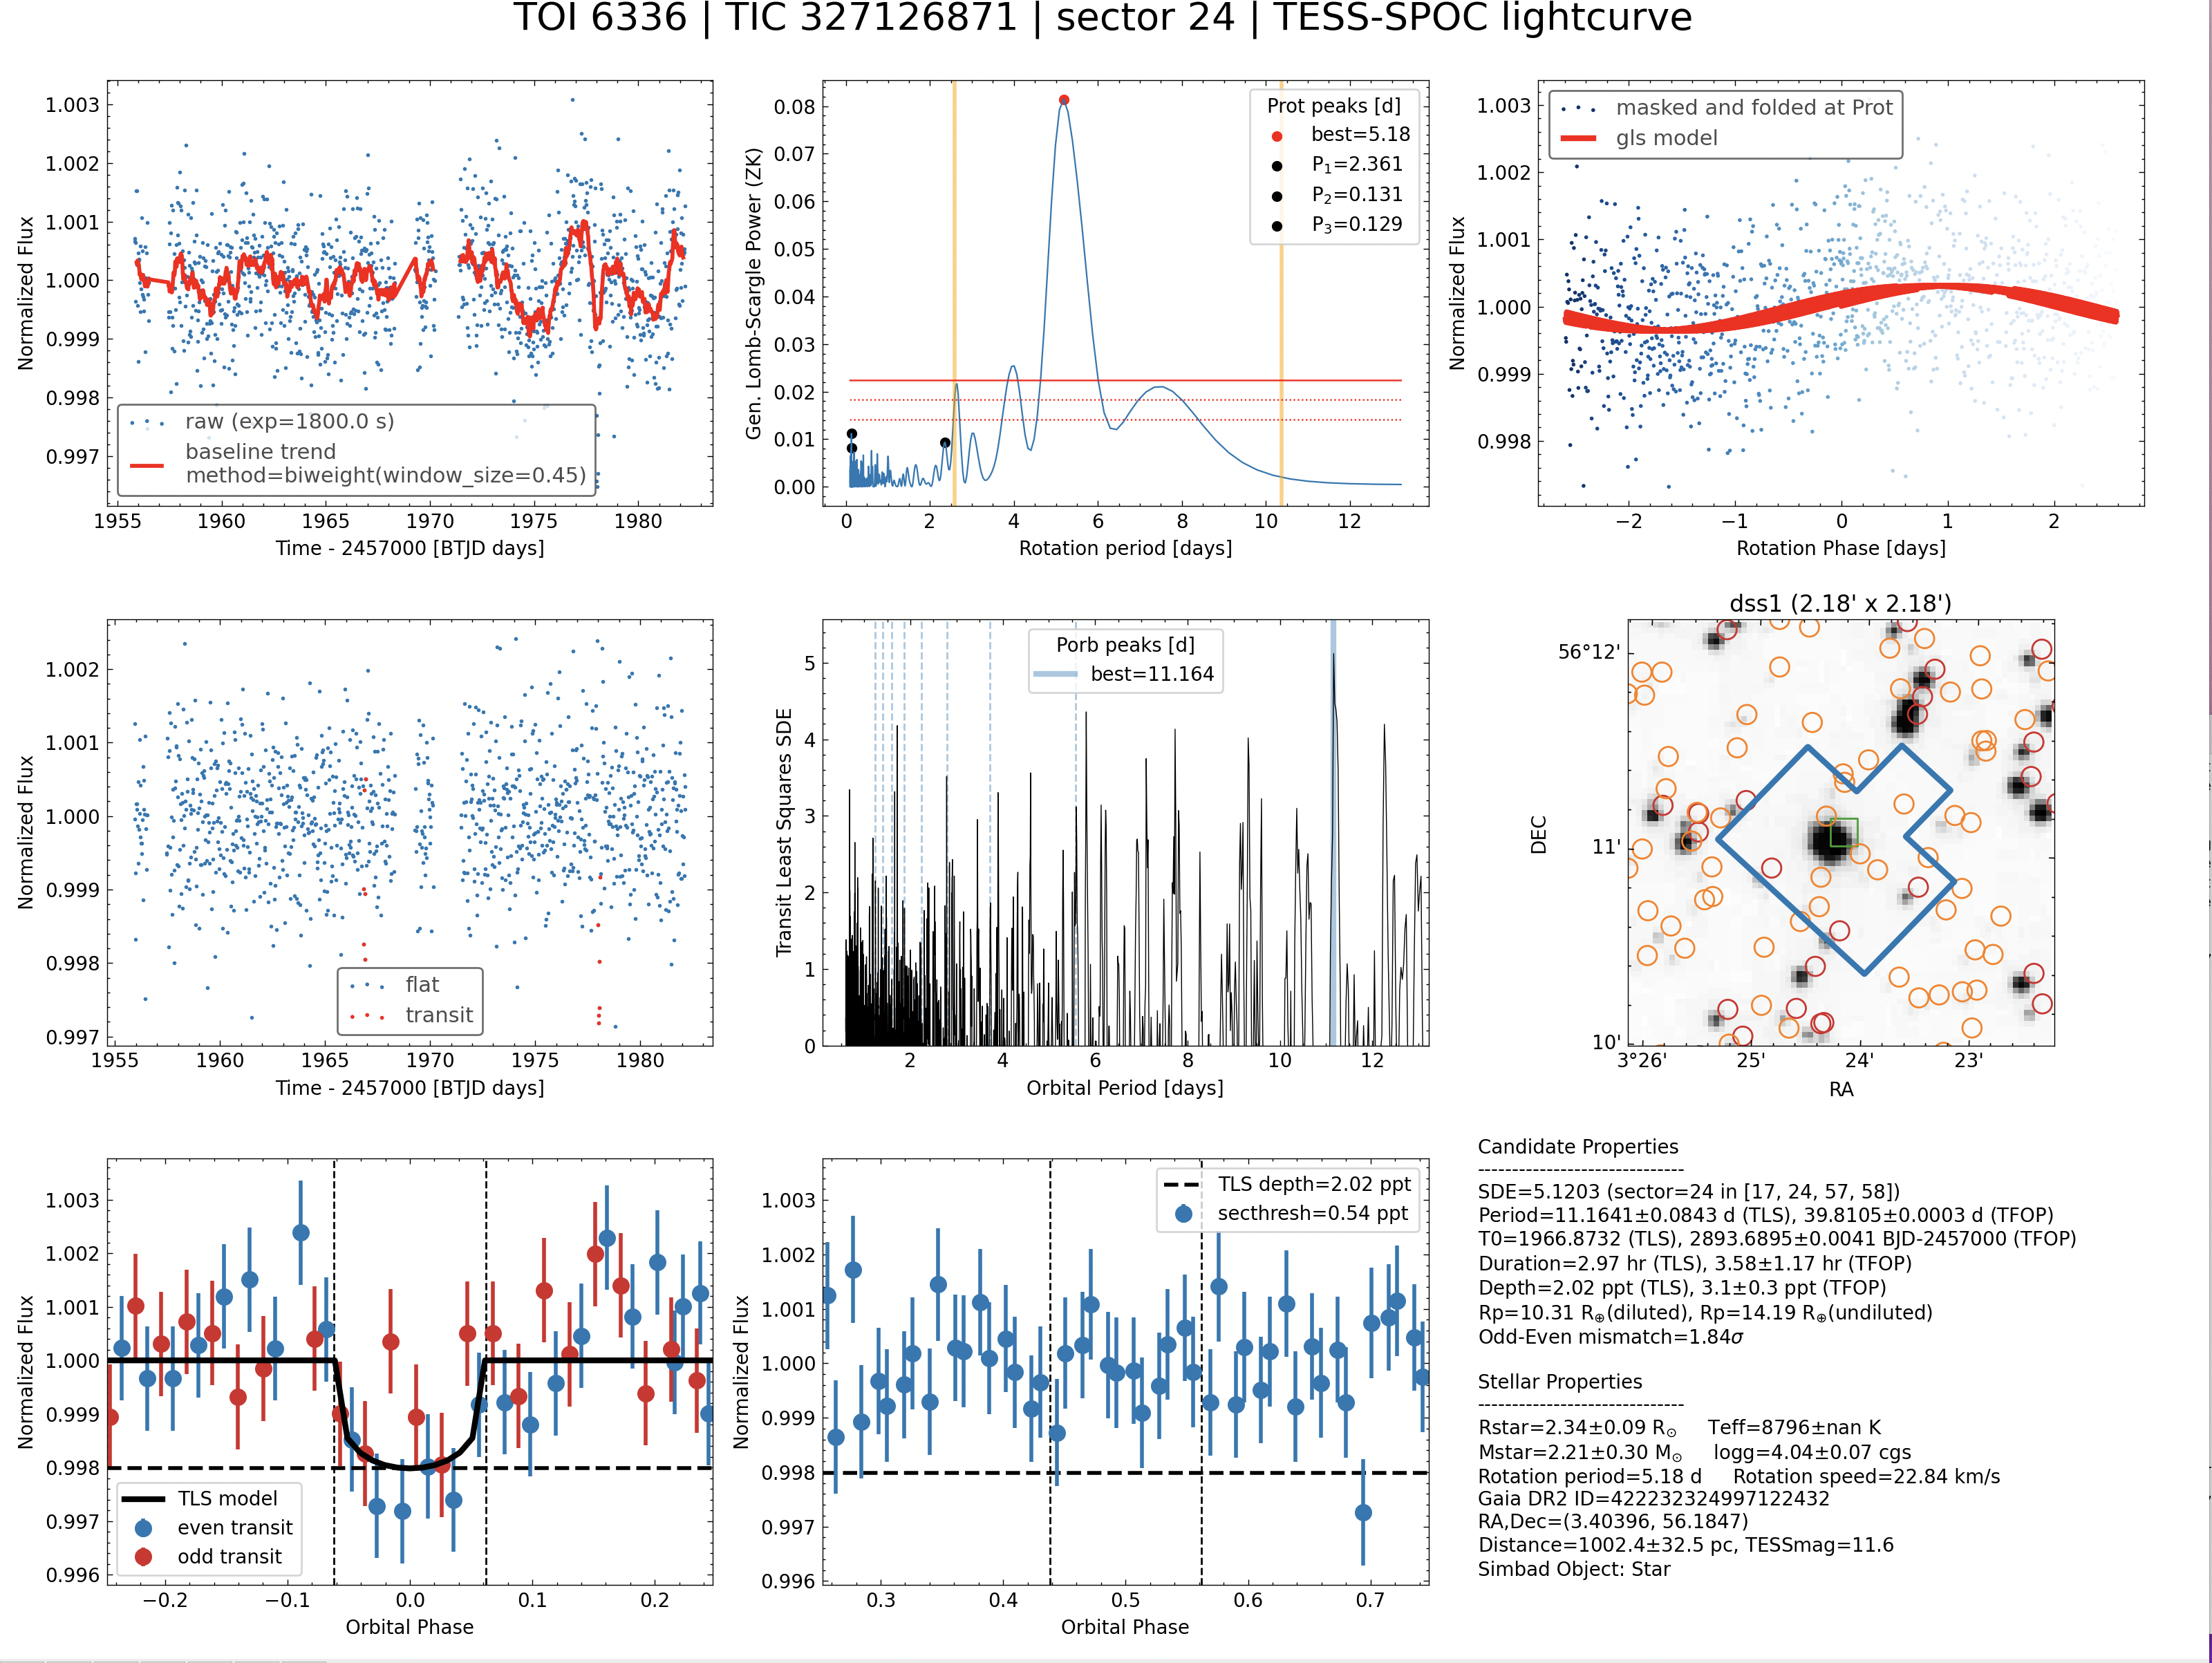 TOI 6336 | TIC 327126871 | sector 24 | TESS-SPOC lightcurve
Normalized Flux
1.003
1.002
1.001
1.000
0.999
0.998
0.997
raw (exp=1800.0 s)
baseline trend
method=biweight(window_size=0.45)
1955 1960 1965 1970 1975 1980
Time - 2457000 [BTJD days]
Gen. Lomb-Scargle Power (ZK)
0.08
0.07
0.06
0.05
0.04
0.03
0.02
0.01
0.00
Prot peaks [d]
best=5.18
P₁=2.361
P₂=0.131
P₃=0.129
0 2 4 6 8 10 12
Rotation period [days]
Normalized Flux
1.003
1.002
1.001
1.000
0.999
0.998
masked and folded at Prot
gls model
−2 −1 0 1 2
Rotation Phase [days]
Normalized Flux
1.002
1.001
1.000
0.999
0.998
0.997
flat
transit
1955 1960 1965 1970 1975 1980
Time - 2457000 [BTJD days]
Transit Least Squares SDE
5
4
3
2
1
0
Porb peaks [d]
best=11.164
2 4 6 8 10 12
Orbital Period [days]
dss1 (2.18' x 2.18')
DEC
56°12'
11'
10'
3°26' 25' 24' 23'
RA
Normalized Flux
1.003
1.002
1.001
1.000
0.999
0.998
0.997
0.996
TLS model
even transit
odd transit
−0.2 −0.1 0.0 0.1 0.2
Orbital Phase
Normalized Flux
1.003
1.002
1.001
1.000
0.999
0.998
0.997
0.996
TLS depth=2.02 ppt
secthresh=0.54 ppt
0.3 0.4 0.5 0.6 0.7
Orbital Phase
Candidate Properties
------------------------------
SDE=5.1203 (sector=24 in [17, 24, 57, 58])
Period=11.1641±0.0843 d (TLS), 39.8105±0.0003 d (TFOP)
T0=1966.8732 (TLS), 2893.6895±0.0041 BJD-2457000 (TFOP)
Duration=2.97 hr (TLS), 3.58±1.17 hr (TFOP)
Depth=2.02 ppt (TLS), 3.1±0.3 ppt (TFOP)
Rp=10.31 R⊕(diluted), Rp=14.19 R⊕(undiluted)
Odd-Even mismatch=1.84σ
Stellar Properties
------------------------------
Rstar=2.34±0.09 R⊙ Teff=8796±nan K
Mstar=2.21±0.30 M⊙ logg=4.04±0.07 cgs
Rotation period=5.18 d Rotation speed=22.84 km/s
Gaia DR2 ID=422232324997122432
RA,Dec=(3.40396, 56.1847)
Distance=1002.4±32.5 pc, TESSmag=11.6
Simbad Object: Star